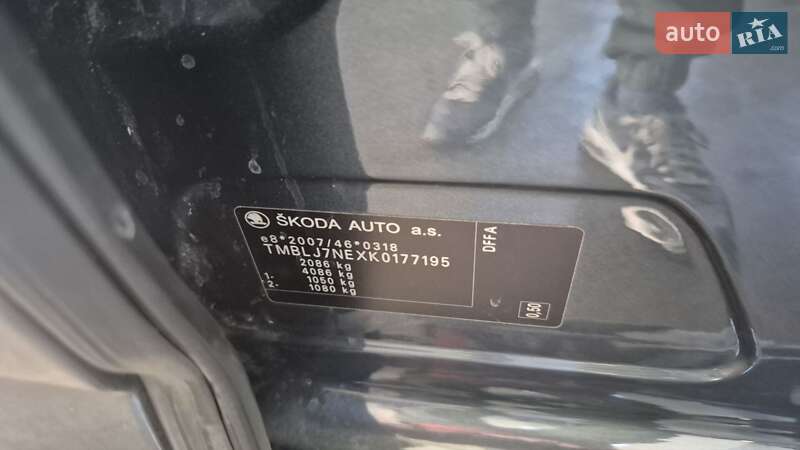 auto RIA
.com
ŠKODA AUTO a.s.
e8*2007/46*0318
TMBLJ7NEXK0177195
2086 kg
4086 kg
1. 1050 kg
2. 1080 kg
DFFA
0,50